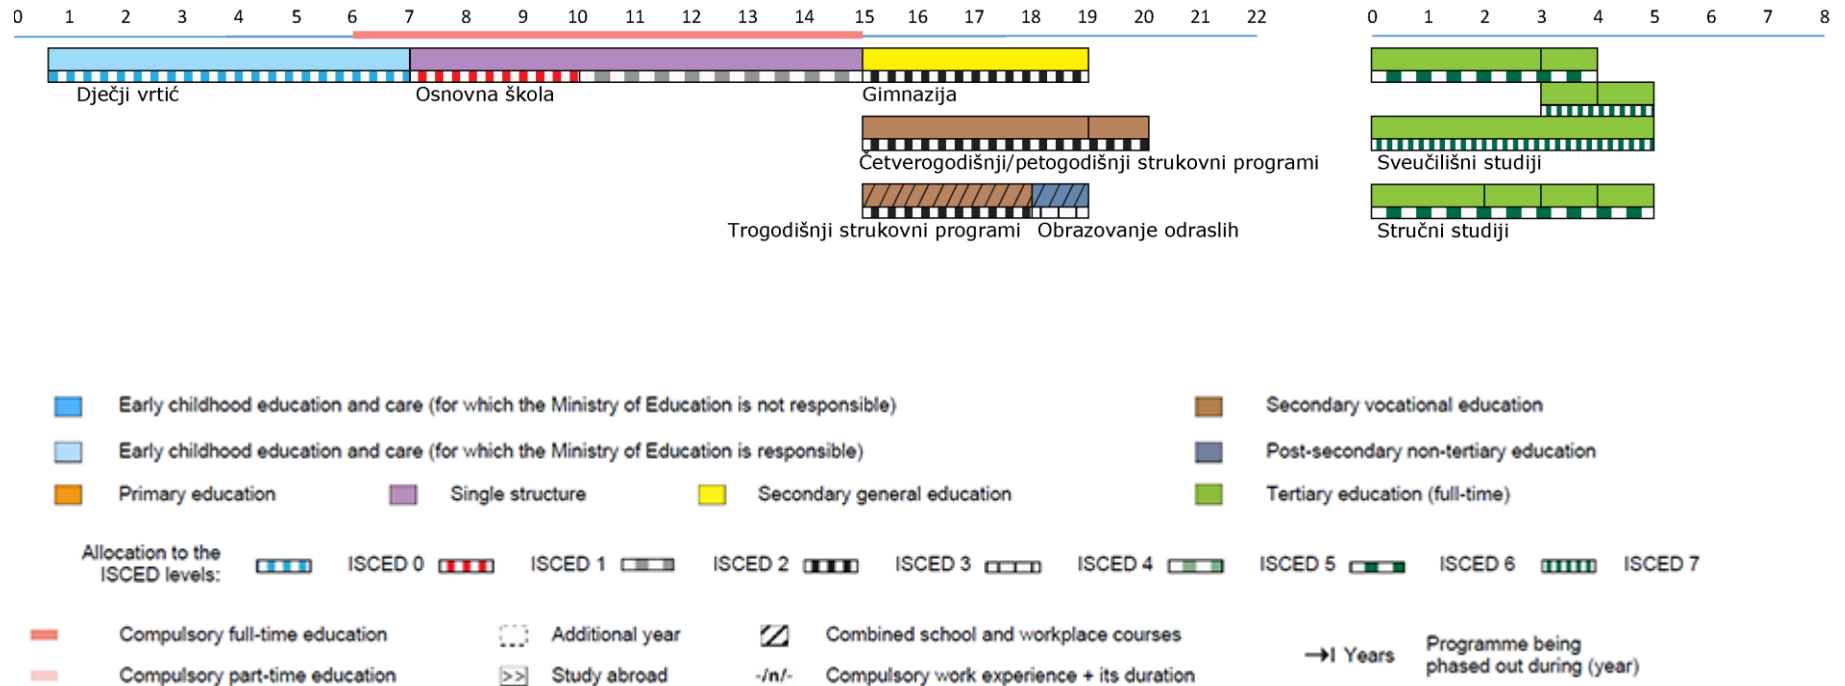 0 1 2 3 4 5 6 7 8 9 10 11 12 13 14 15 16 17 18 19 20 21 22 0 1 2 3 4 5 6 7 8
Dječji vrtić Osnovna škola Gimnazija
Četverogodišnji/petogodišnji strukovni programi Sveučilišni studiji
Trogodišnji strukovni programi Obrazovanje odraslih Stručni studiji
Early childhood education and care (for which the Ministry of Education is not responsible) Secondary vocational education
Early childhood education and care (for which the Ministry of Education is responsible) Post-secondary non-tertiary education
Primary education Single structure Secondary general education Tertiary education (full-time)
Allocation to the
ISCED levels: ISCED 0 ISCED 1 ISCED 2 ISCED 3 ISCED 4 ISCED 5 ISCED 6 ISCED 7
Compulsory full-time education Additional year Combined school and workplace courses Years Programme being
phased out during (year)
Compulsory part-time education >> Study abroad -/n/- Compulsory work experience + its duration